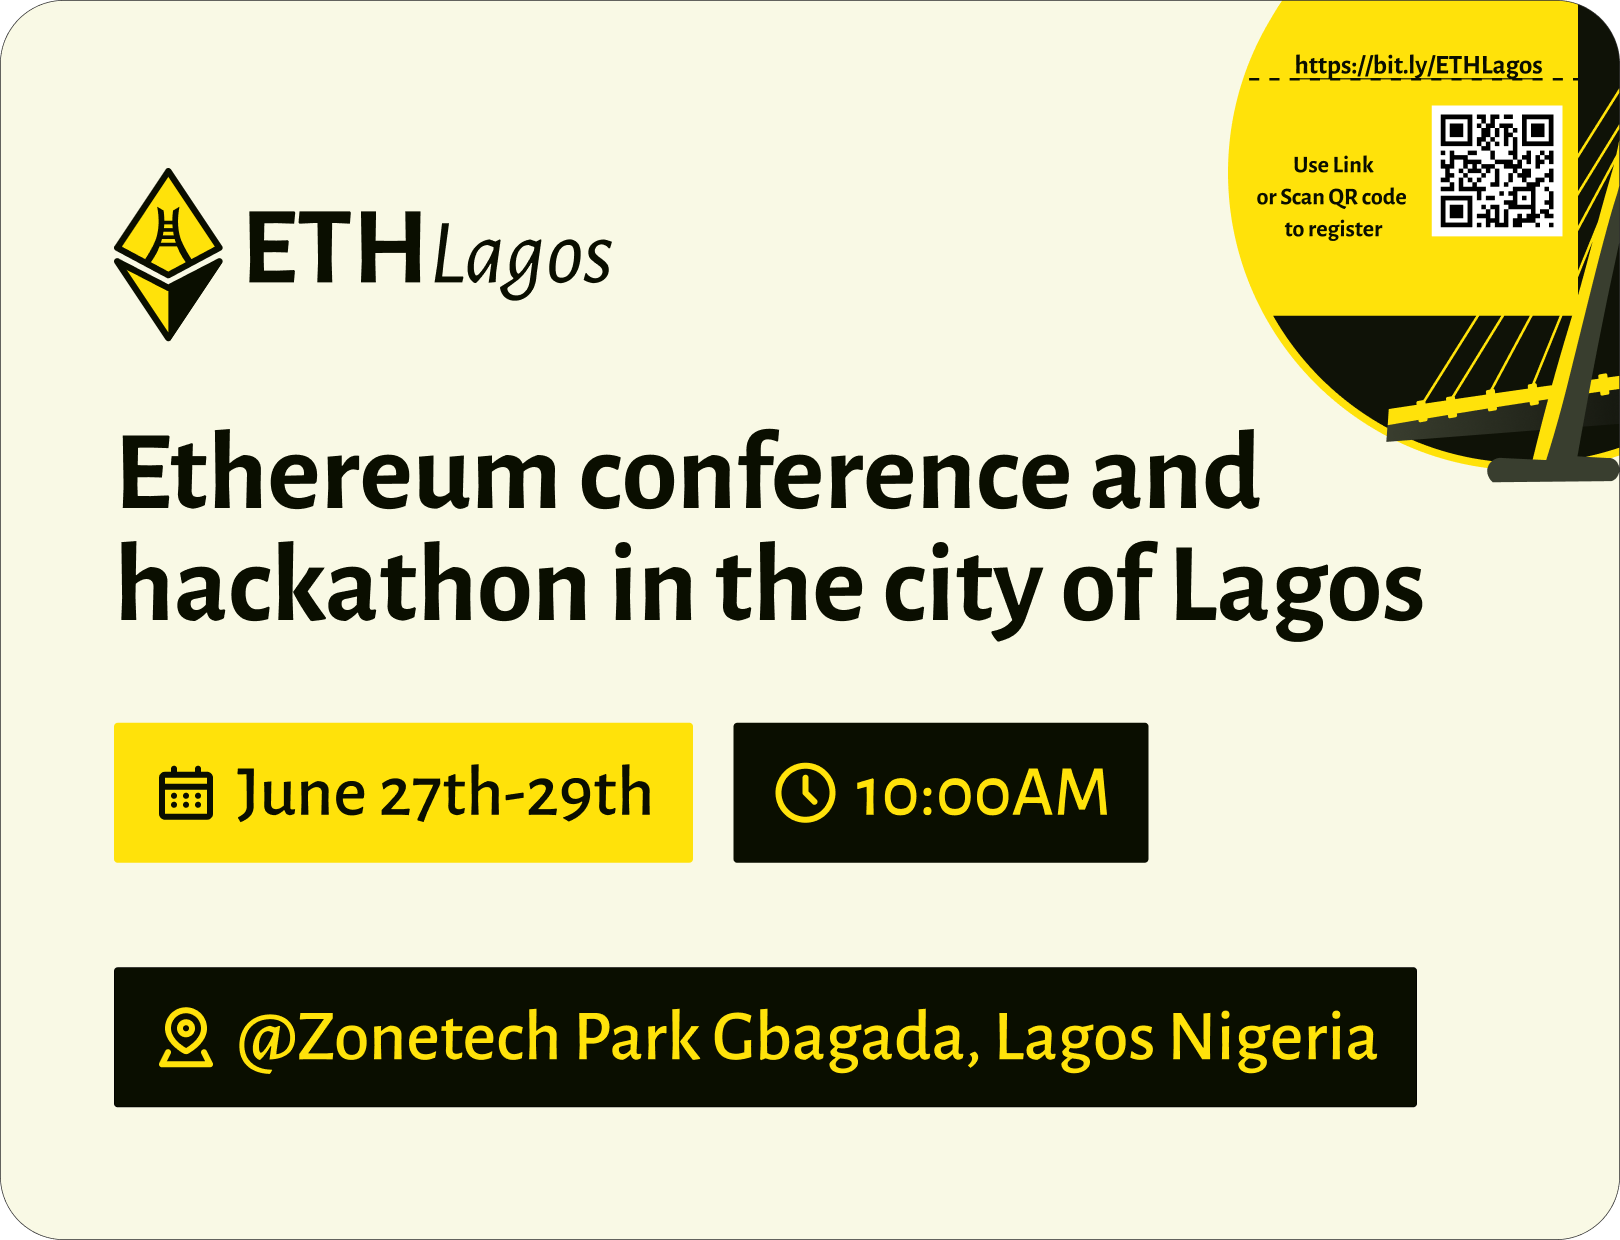 https://bit.ly/ETHLagos
Use Link
or Scan QR code
to register
ETHLagos
Ethereum conference and
hackathon in the city of Lagos
June 27th-29th
10:00AM
@Zonetech Park Gbagada, Lagos Nigeria